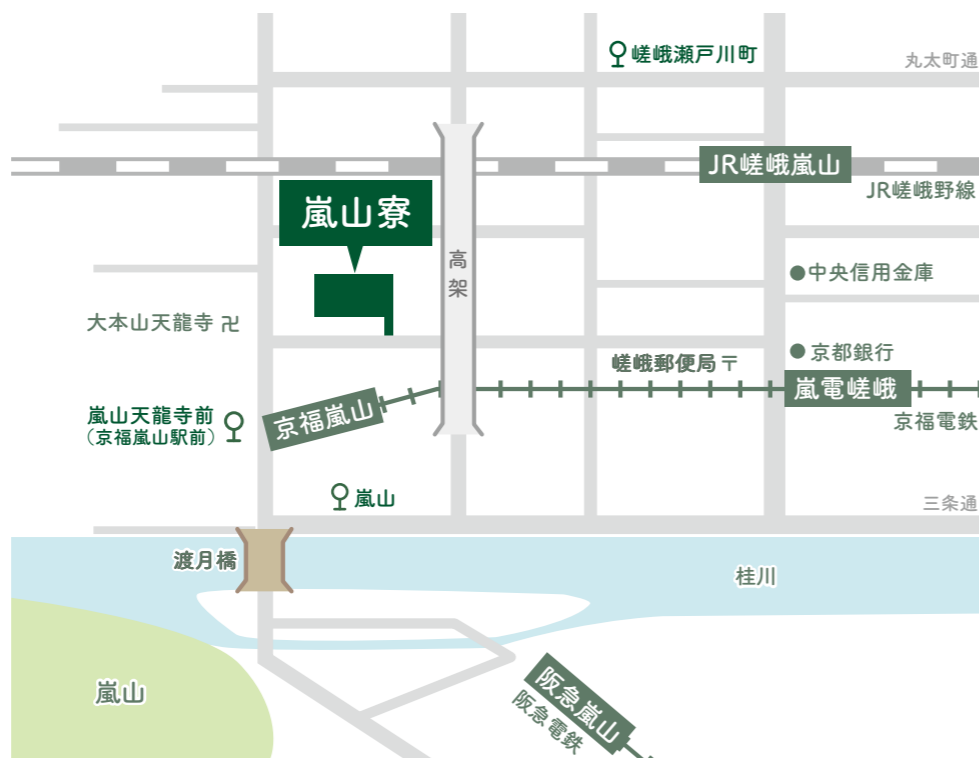 嵯峨瀬戸川町
丸太町通
JR嵯峨嵐山
JR嵯峨野線
嵐山寮
高架
中央信用金庫
大本山天龍寺 卍
京都銀行
嵯峨郵便局 〒
嵐電嵯峨
京福嵐山
嵐山天龍寺前
（京福嵐山駅前）
京福電鉄
嵐山
三条通
渡月橋
桂川
嵐山
阪急嵐山
阪急電鉄